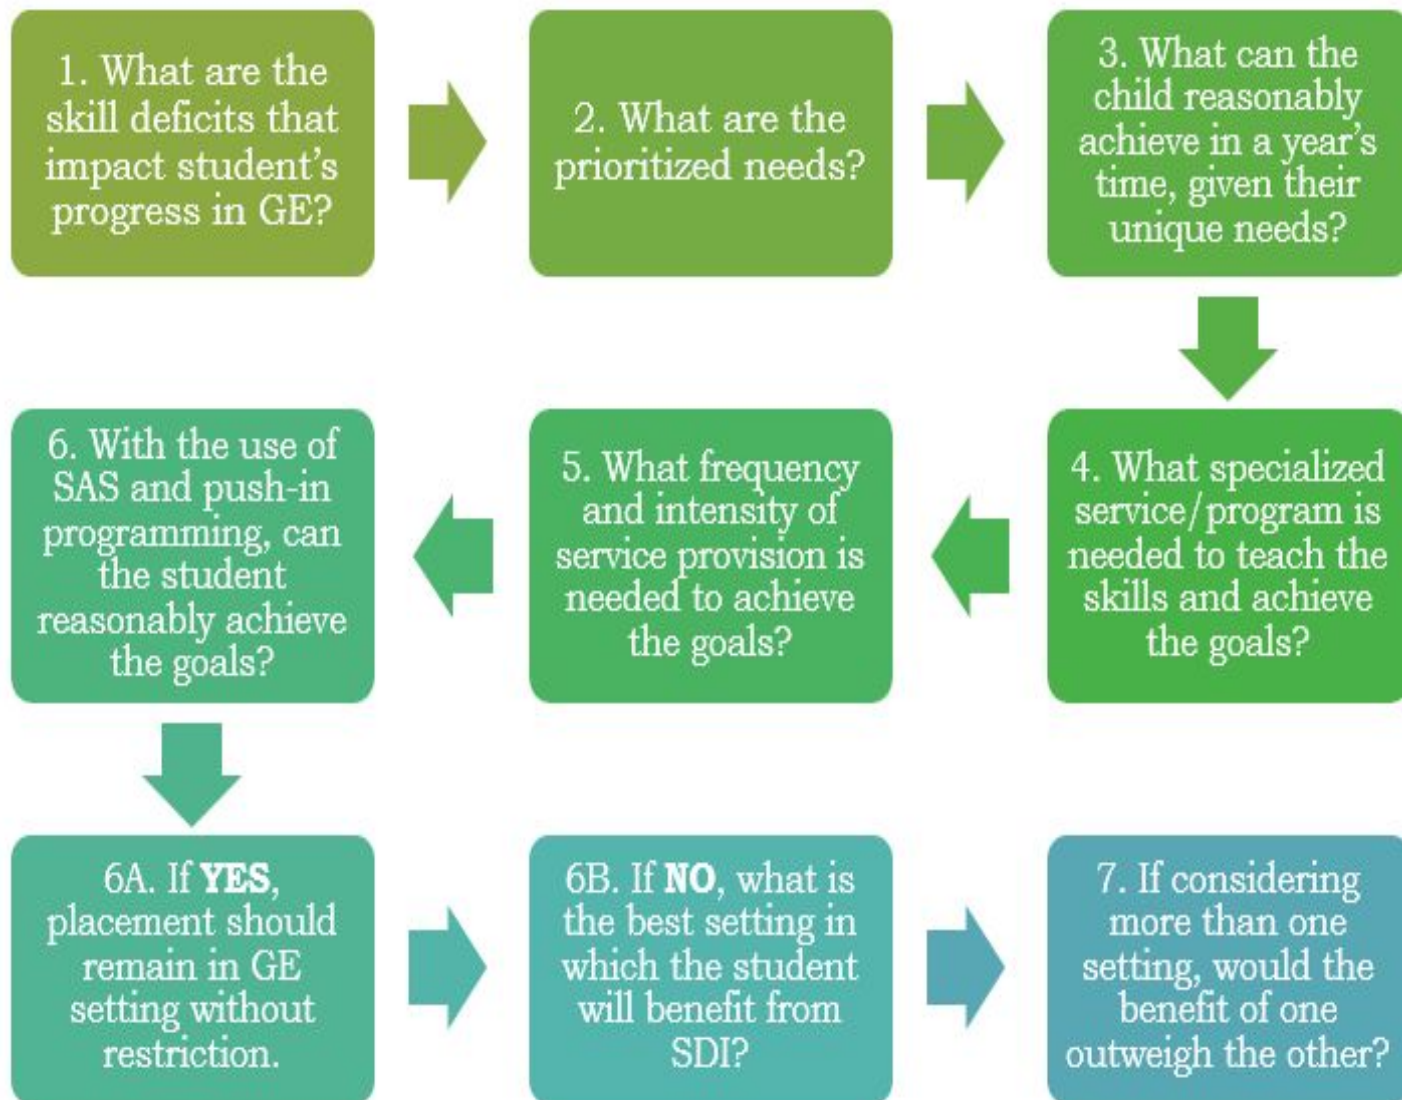 1. What are the
skill deficits that
impact student’s
progress in GE?
2. What are the
prioritized needs?
3. What can the
child reasonably
achieve in a year’s
time, given their
unique needs?
4. What specialized
service/program is
needed to teach the
skills and achieve
the goals?
5. What frequency
and intensity of
service provision is
needed to achieve
the goals?
6. With the use of
SAS and push-in
programming, can
the student
reasonably achieve
the goals?
6A. If YES,
placement should
remain in GE
setting without
restriction.
6B. If NO, what is
the best setting in
which the student
will benefit from
SDI?
7. If considering
more than one
setting, would the
benefit of one
outweigh the other?